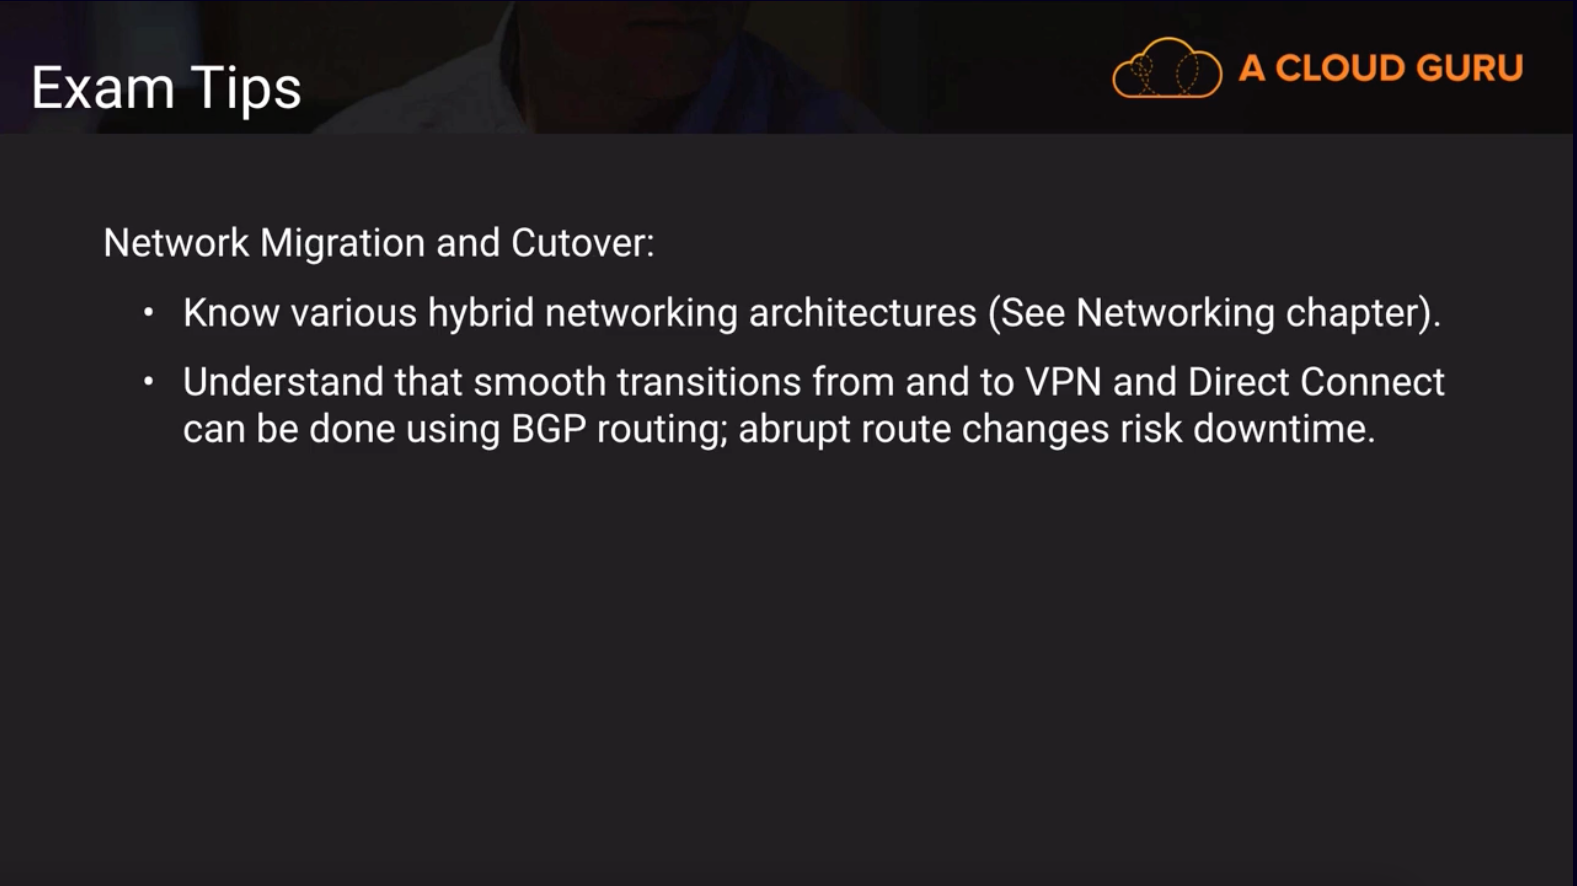 Exam Tips
A CLOUD GURU
Network Migration and Cutover:
• Know various hybrid networking architectures (See Networking chapter).
• Understand that smooth transitions from and to VPN and Direct Connect
can be done using BGP routing; abrupt route changes risk downtime.